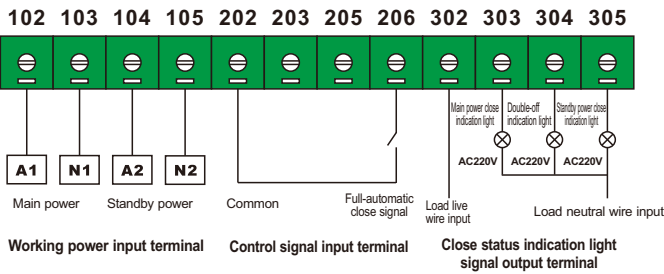 102 103 104 105 202 203 205 206 302 303 304 305
Main power close
indication light
Double-off
indication light
Standby power close
indication light
AC220V AC220V AC220V
A1 N1 A2 N2
Main power
Standby power
Common
Full-automatic
close signal
Load live
wire input
Load neutral wire input
Working power input terminal
Control signal input terminal
Close status indication light
signal output terminal